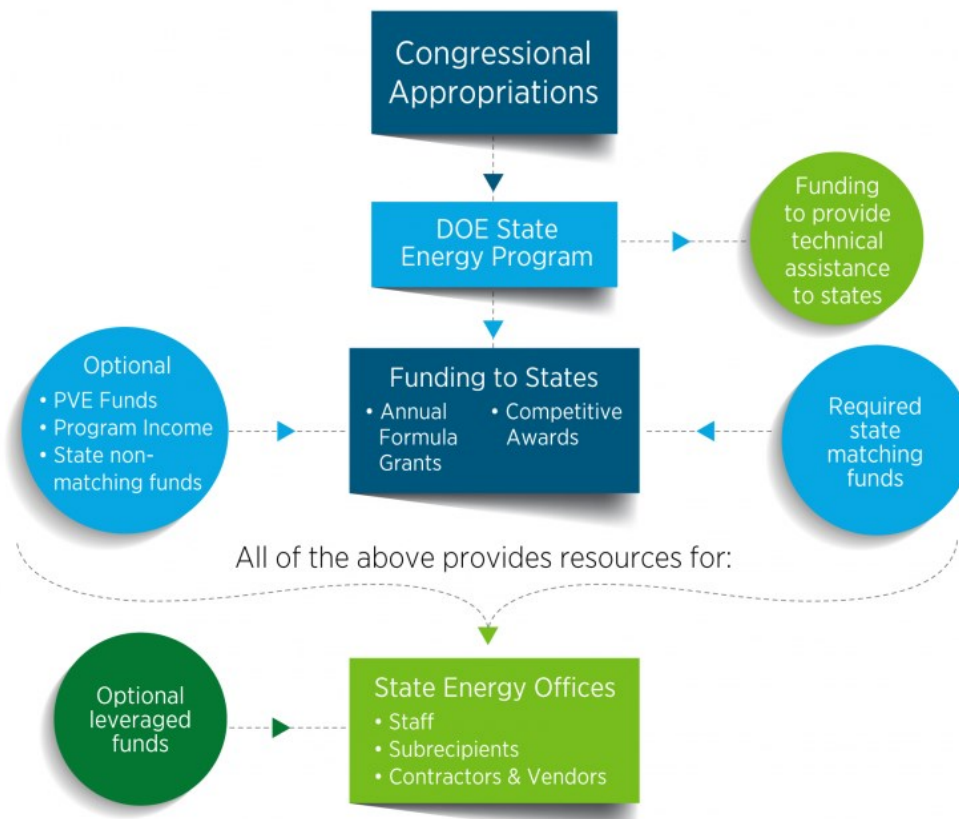 Congressional
Appropriations
DOE State
Energy Program
Funding
to provide
technical
assistance
to states
Optional
• PVE Funds
• Program Income
• State non-
matching funds
Funding to States
• Annual
Formula
Grants
• Competitive
Awards
Required
state
matching
funds
All of the above provides resources for:
Optional
leveraged
funds
State Energy Offices
• Staff
• Subrecipients
• Contractors & Vendors